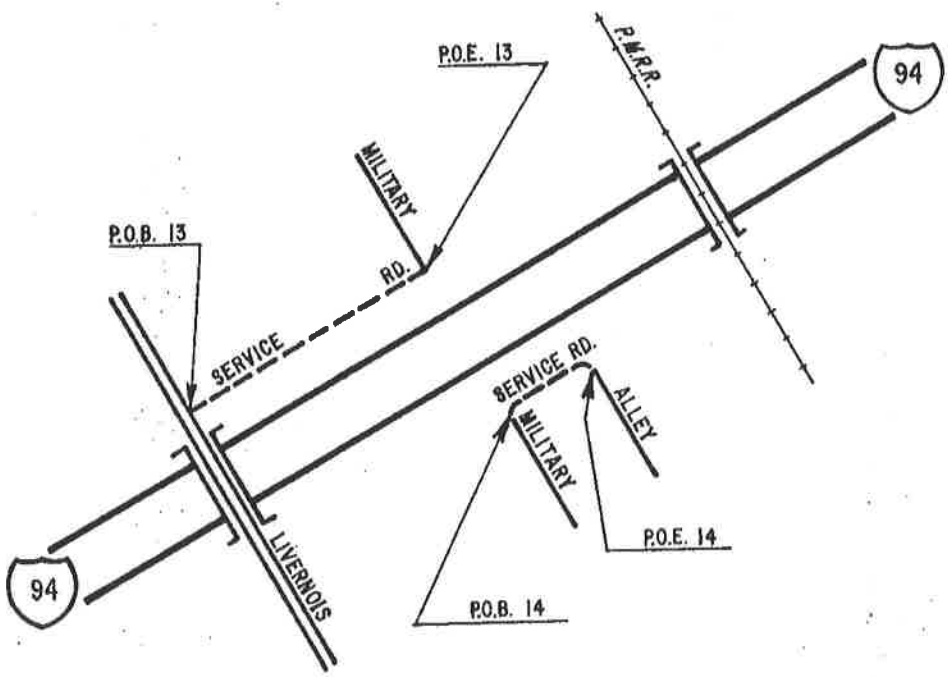 P.O.E. 13
P.M.R.R.
94
MILITARY
P.O.B. 13
RD.
SERVICE
SERVICE RD.
ALLEY
MILITARY
P.O.E. 14
LIVERNOIS
94
P.O.B. 14